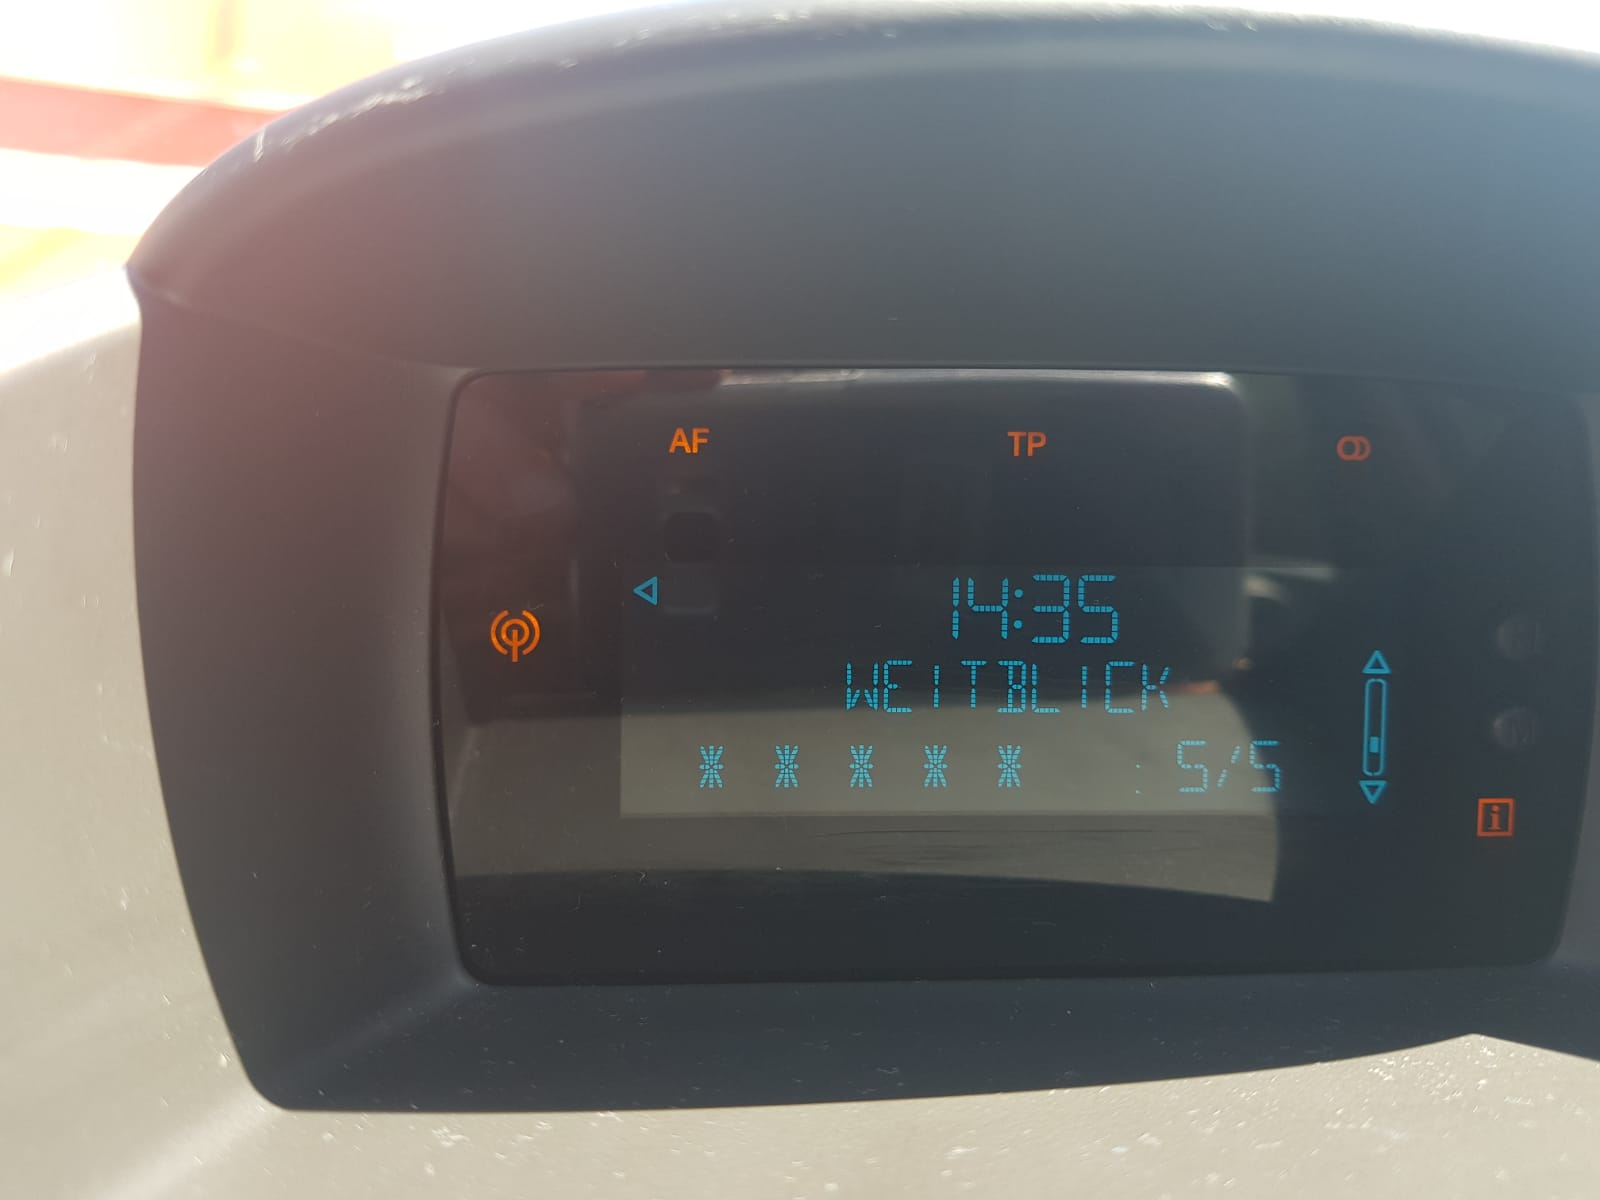 AF TP
14:35
WEITBLICK
* * * * * : 5/5
i